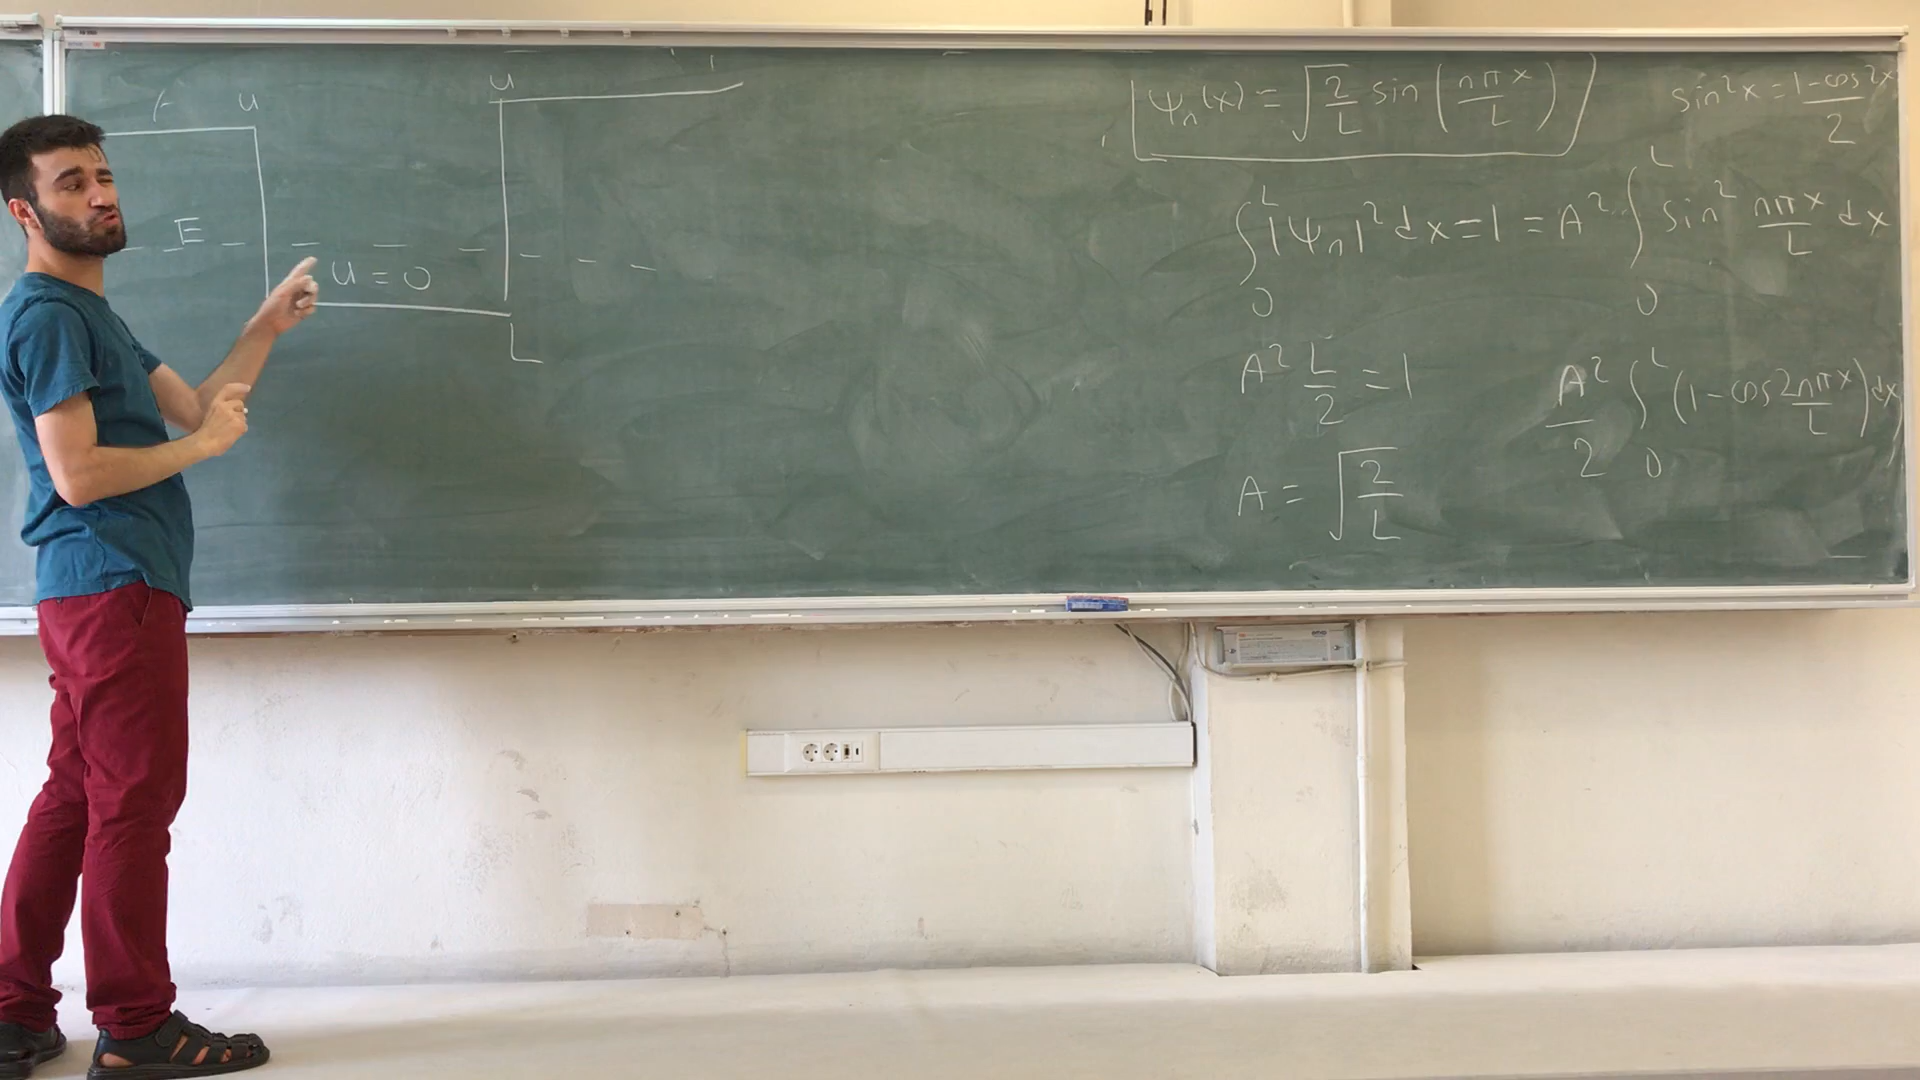 u
u
E
u = 0
L
ψₙ(x) = √(2/L) sin (nπx/L)
sin²x = (1-cos2x)/2
∫₀ᴸ |ψₙ|² dx = 1 = A² ∫₀ᴸ sin² nπx/L dx
A² L/2 = 1
A²/2 ∫₀ᴸ (1 - cos 2nπx/L) dx
A = √(2/L)